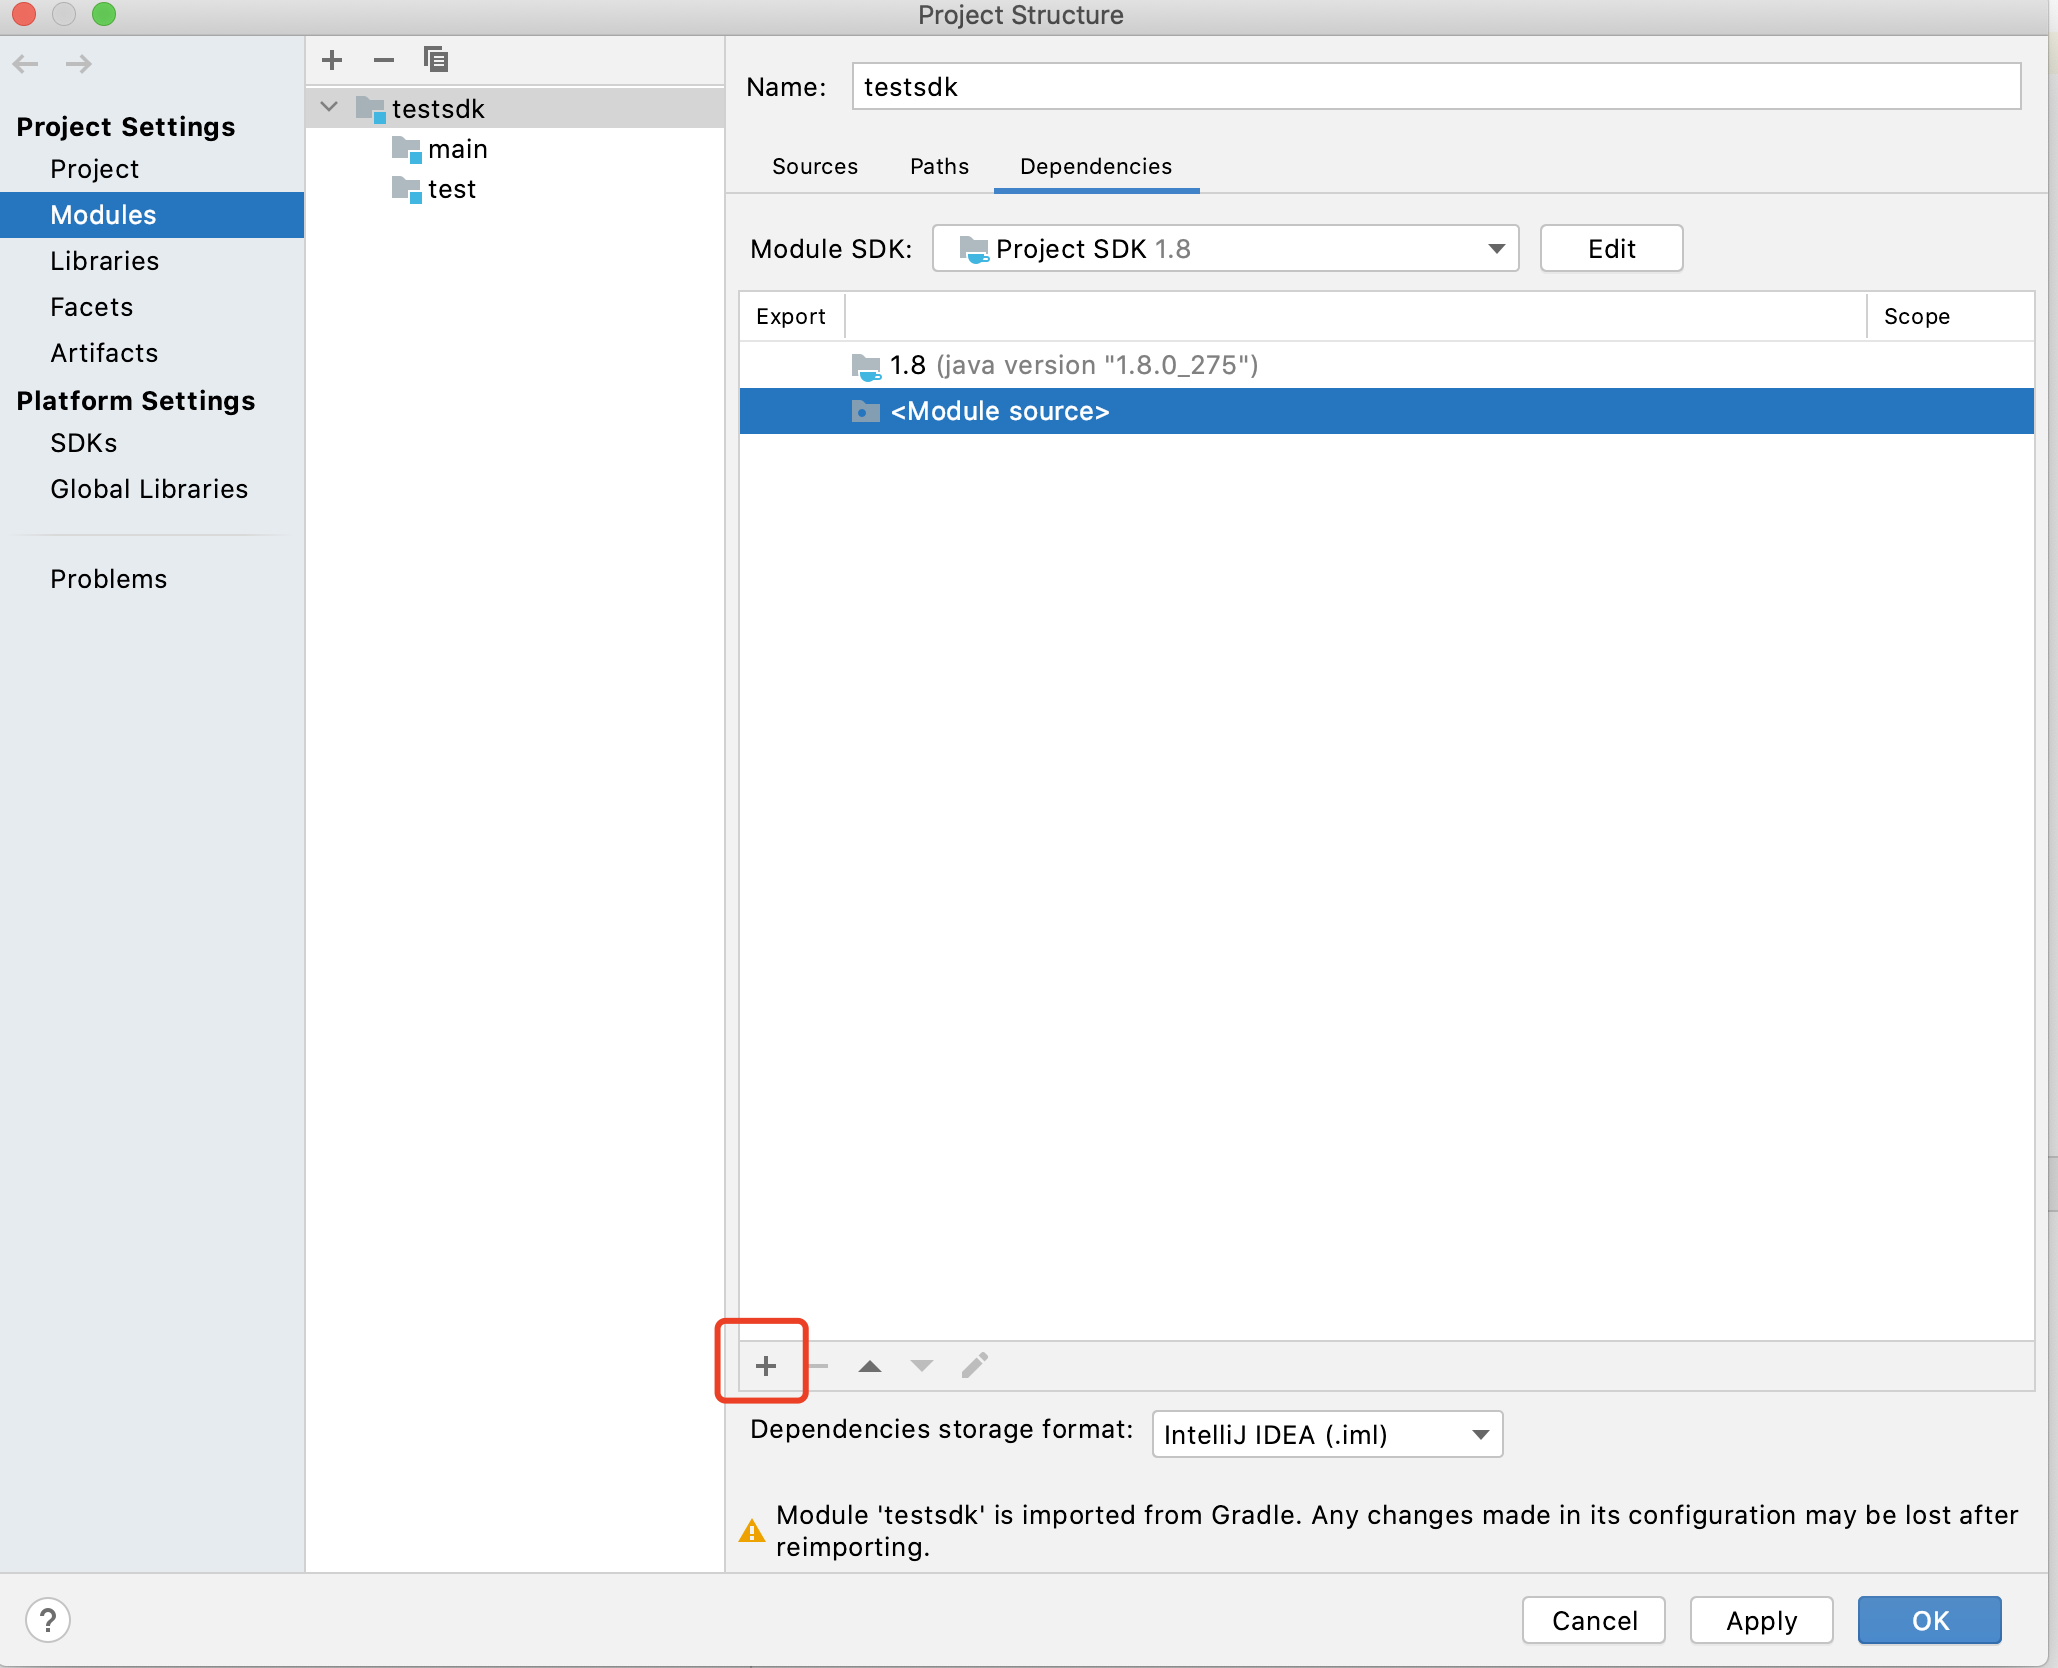 Project Structure
Project Settings
Project
Modules
Libraries
Facets
Artifacts
Platform Settings
SDKs
Global Libraries
Problems
testsdk
main
test
Name: testsdk
Sources Paths Dependencies
Module SDK: Project SDK 1.8 Edit
Export Scope
1.8 (java version "1.8.0_275")
<Module source>
Dependencies storage format: IntelliJ IDEA (.iml)
Module 'testsdk' is imported from Gradle. Any changes made in its configuration may be lost after
reimporting.
? Cancel Apply OK